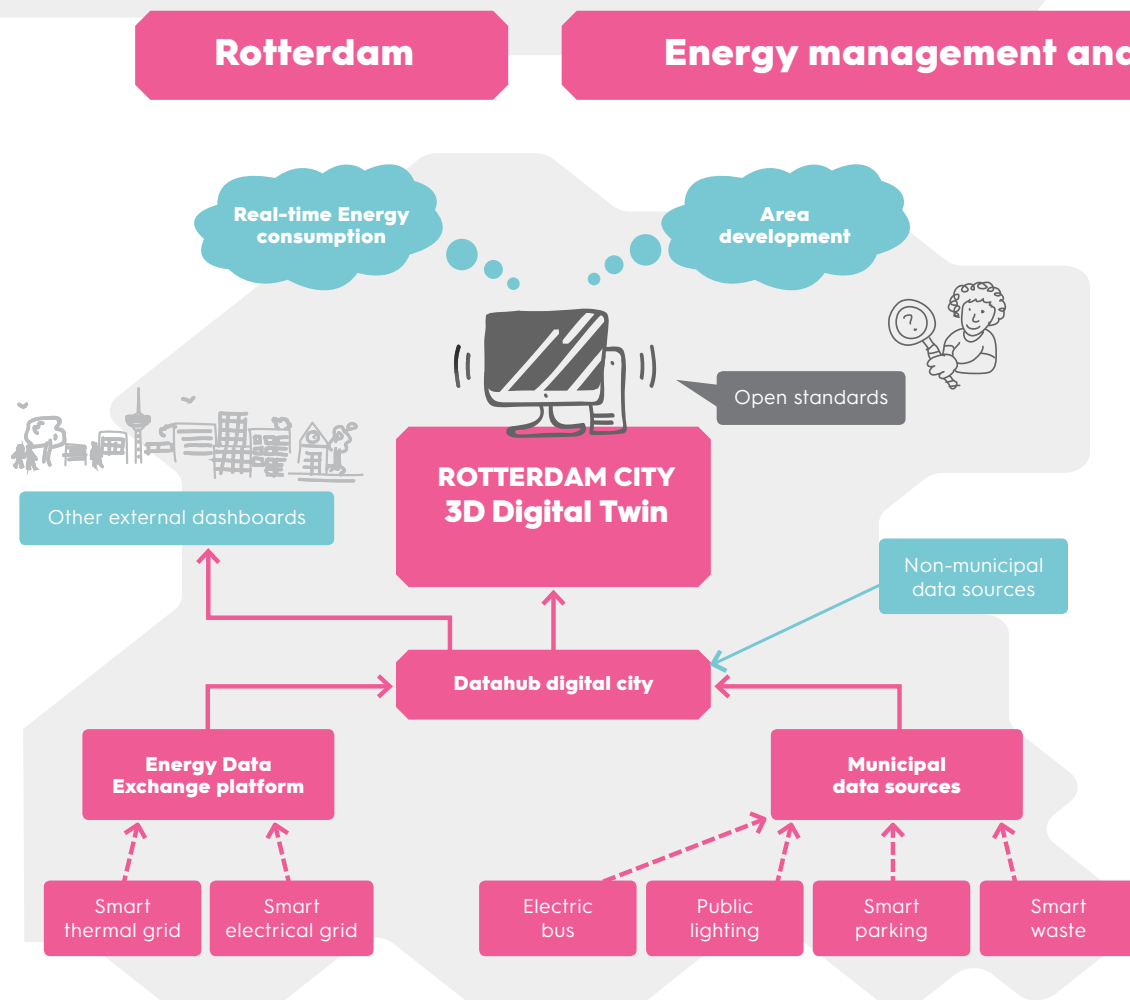 Rotterdam
Energy management and
Real-time Energy
consumption
Area
development
?
Open standards
ROTTERDAM CITY
3D Digital Twin
Other external dashboards
Non-municipal
data sources
Datahub digital city
Energy Data
Exchange platform
Municipal
data sources
Smart
thermal grid
Smart
electrical grid
Electric
bus
Public
lighting
Smart
parking
Smart
waste